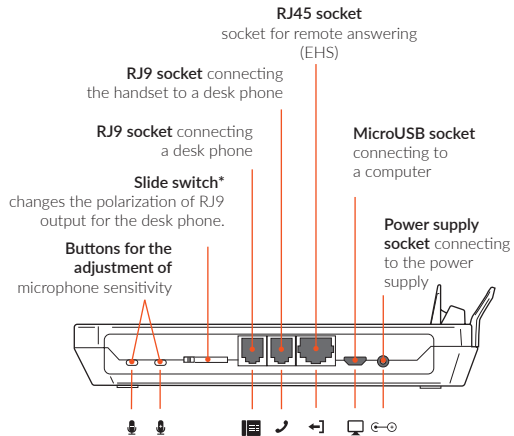 RJ45 socket
socket for remote answering
(EHS)
RJ9 socket connecting
the handset to a desk phone
RJ9 socket connecting
a desk phone
MicroUSB socket
connecting to
a computer
Slide switch*
changes the polarization of RJ9
output for the desk phone.
Power supply
socket connecting
to the power
supply
Buttons for the
adjustment of
microphone sensitivity